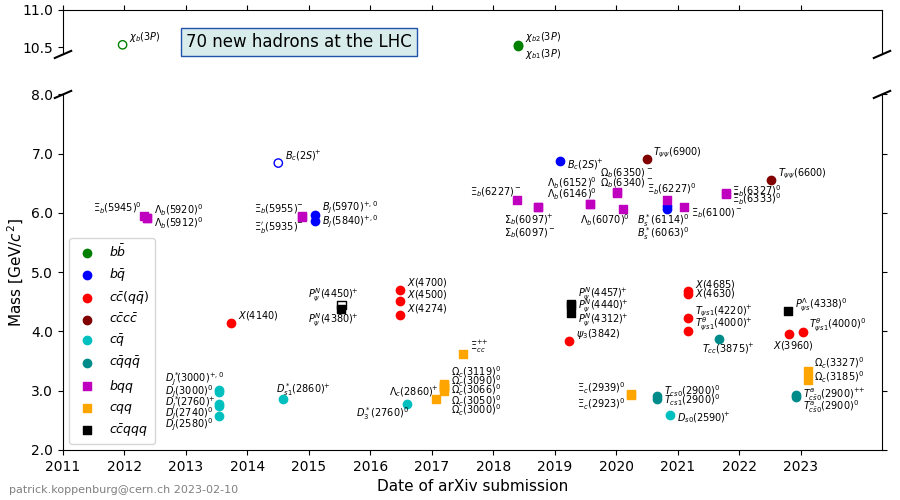 70 new hadrons at the LHC
χb(3P)
χb2(3P)
χb1(3P)
11.0
10.5
8.0
7.0
6.0
5.0
4.0
3.0
2.0
Mass [GeV/c²]
Bc(2S)⁺
Bc(2S)⁺
Tψψ(6900)
Tψψ(6600)
Ξb(5945)⁰
Λb(5920)⁰
Λb(5912)⁰
Ξb(5955)⁻
Ξ′b(5935)⁻
BJ(5970)⁺˒⁰
BJ(5840)⁺˒⁰
Ξb(6227)⁻
Σb(6097)⁺
Σb(6097)⁻
Λb(6152)⁰
Λb(6146)⁰
Ωb(6350)⁻
Ωb(6340)⁻
Λb(6070)⁰
Ξb(6227)⁰
B*s(6114)⁰
B*s(6063)⁰
Ξb(6100)⁻
Ξb(6327)⁰
Ξb(6333)⁰
X(4140)
PψN(4450)⁺
PψN(4380)⁺
X(4700)
X(4500)
X(4274)
Ξcc⁺⁺
PψN(4457)⁺
PψN(4440)⁺
PψN(4312)⁺
ψ3(3842)
X(4685)
X(4630)
Tψs1(4220)⁺
Tθψs1(4000)⁺
Tcc(3875)⁺
PΛψs(4338)⁰
Tθψs1(4000)⁰
X(3960)
D*J(3000)⁺˒⁰
DJ(3000)⁰
D*J(2760)⁺
DJ(2740)⁰
DJ(2580)⁰
D*s1(2860)⁺
Λc(2860)⁺
D*3(2760)⁰
Ωc(3119)⁰
Ωc(3090)⁰
Ωc(3066)⁰
Ωc(3050)⁰
Ωc(3000)⁰
Ξc(2939)⁰
Ξc(2923)⁰
Tcs0(2900)⁰
Tcs1(2900)⁰
Ds0(2590)⁺
Ωc(3327)⁰
Ωc(3185)⁰
Tacs0(2900)⁺⁺
Tacs0(2900)⁰
bb̄
bq̄
cc̄(qq̄)
cc̄cc̄
cq̄
cq̄qq̄
bqq
cqq
cc̄qqq
2011 2012 2013 2014 2015 2016 2017 2018 2019 2020 2021 2022 2023
Date of arXiv submission
patrick.koppenburg@cern.ch 2023-02-10